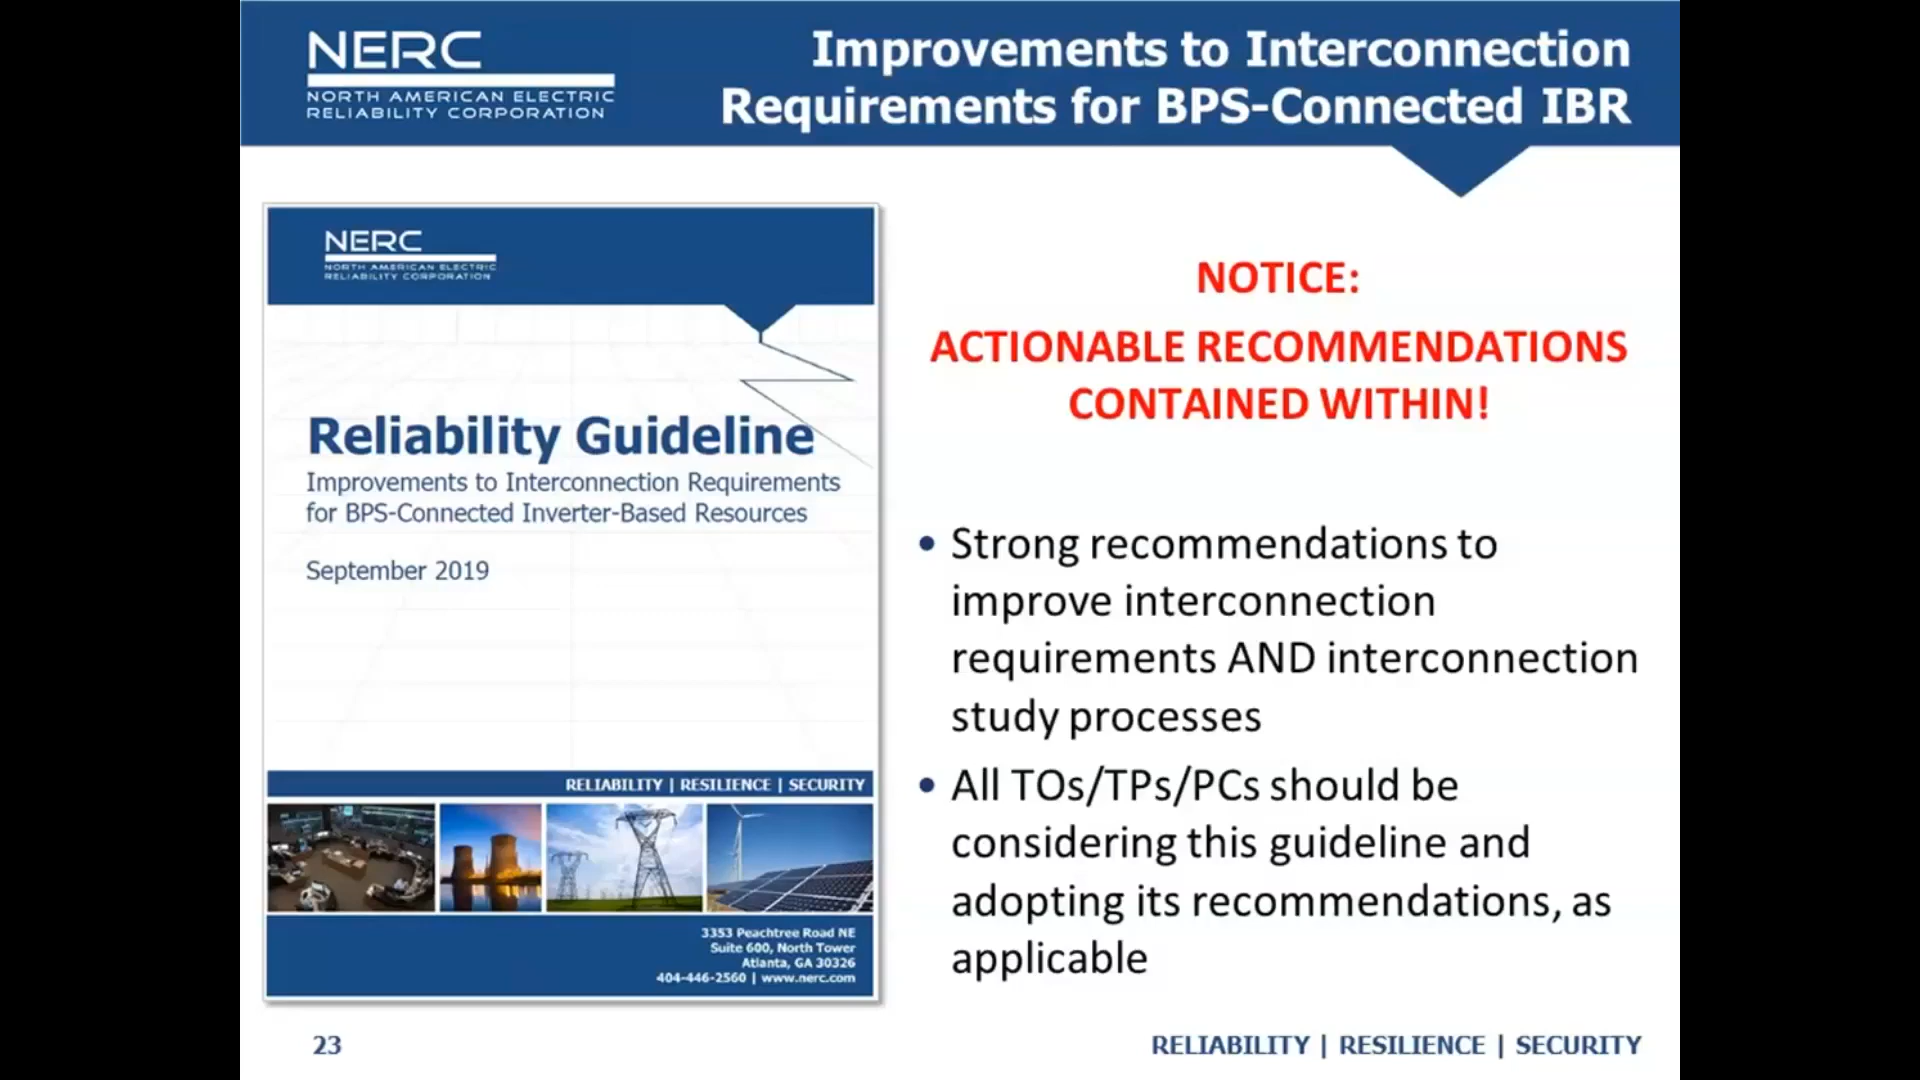 NERC
NORTH AMERICAN ELECTRIC
RELIABILITY CORPORATION
Improvements to Interconnection
Requirements for BPS-Connected IBR
NERC
NORTH AMERICAN ELECTRIC
RELIABILITY CORPORATION
Reliability Guideline
Improvements to Interconnection Requirements
for BPS-Connected Inverter-Based Resources
September 2019
RELIABILITY | RESILIENCE | SECURITY
3353 Peachtree Road NE
Suite 600, North Tower
Atlanta, GA 30326
404-446-2560 | www.nerc.com
NOTICE:
ACTIONABLE RECOMMENDATIONS
CONTAINED WITHIN!
• Strong recommendations to
improve interconnection
requirements AND interconnection
study processes
• All TOs/TPs/PCs should be
considering this guideline and
adopting its recommendations, as
applicable
23
RELIABILITY | RESILIENCE | SECURITY